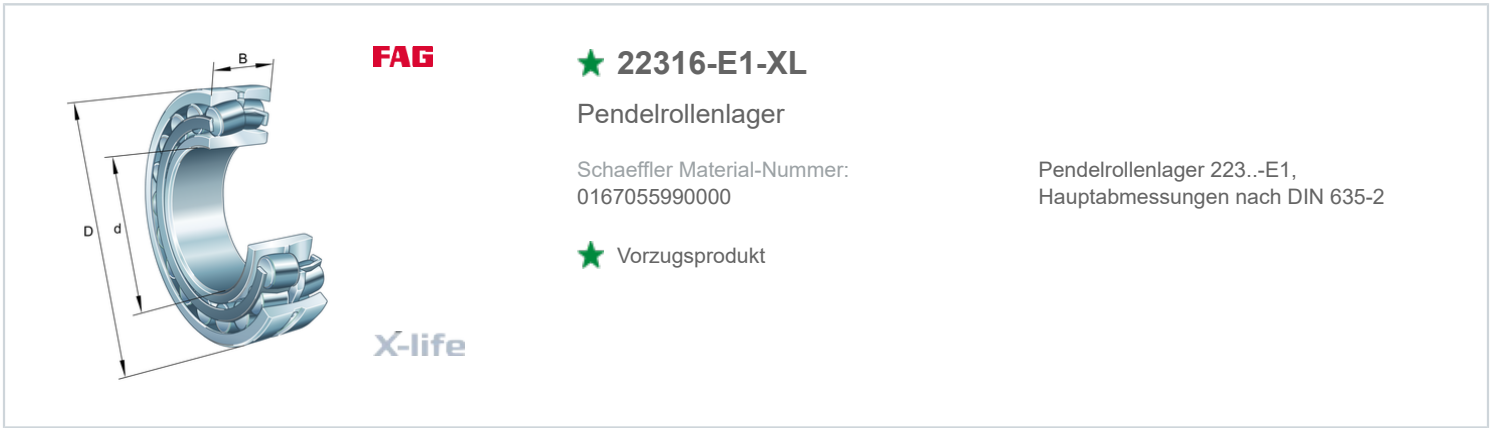 B
D
d
FAG
X-life
22316-E1-XL
Pendelrollenlager
Schaeffler Material-Nummer:
0167055990000
Vorzugsprodukt
Pendelrollenlager 223..-E1,
Hauptabmessungen nach DIN 635-2